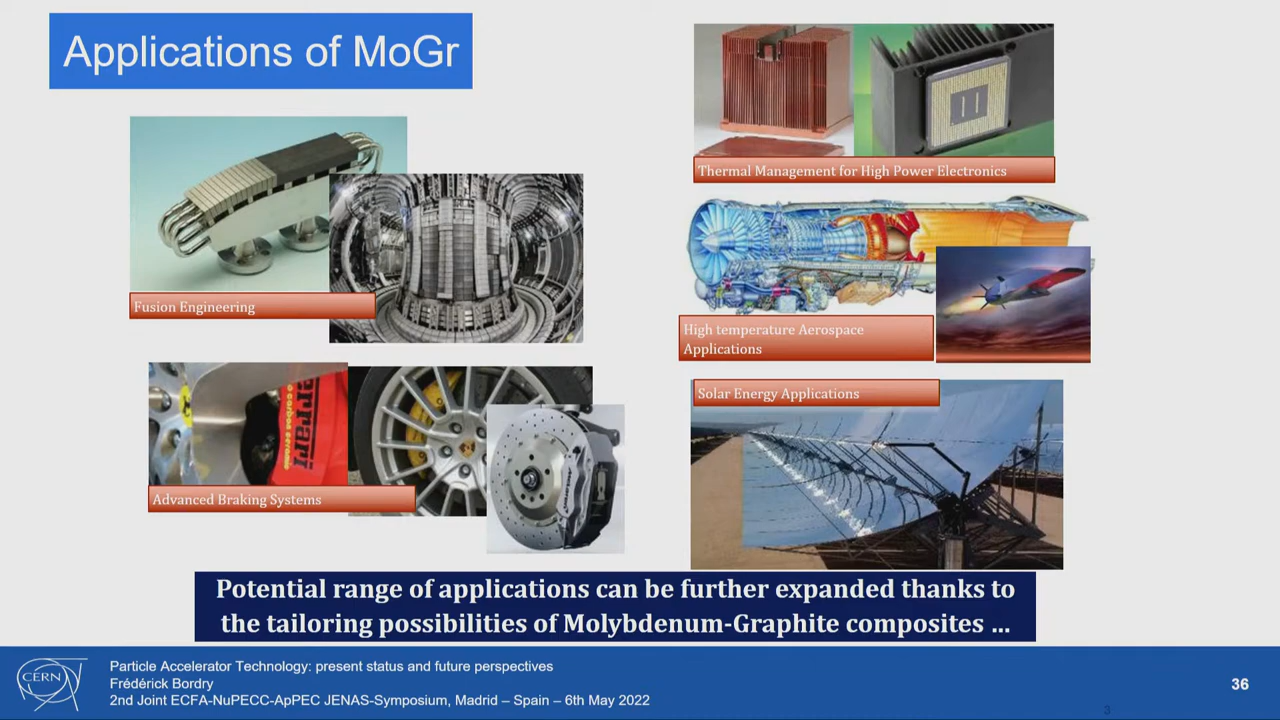 Applications of MoGr
Thermal Management for High Power Electronics
Fusion Engineering
High temperature Aerospace
Applications
Solar Energy Applications
errari
Advanced Braking Systems
Potential range of applications can be further expanded thanks to
the tailoring possibilities of Molybdenum-Graphite composites ...
CERN
Particle Accelerator Technology: present status and future perspectives
Frédérick Bordry
2nd Joint ECFA-NuPECC-ApPEC JENAS-Symposium, Madrid – Spain – 6th May 2022
36
3